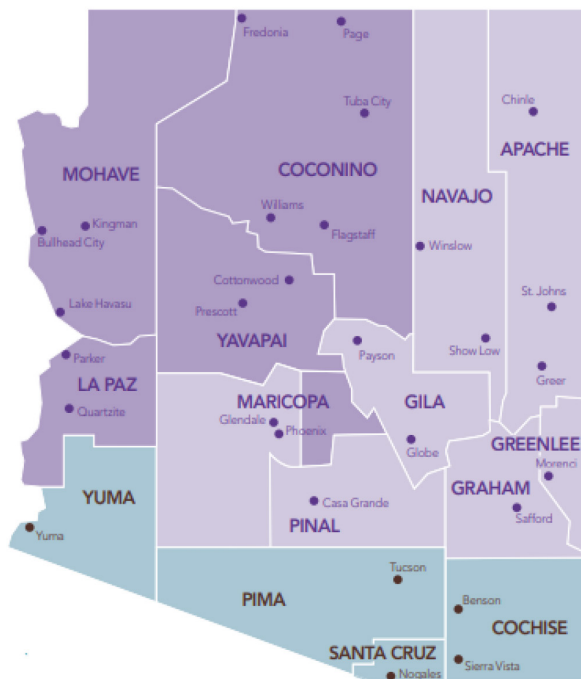 Fredonia
Page
Tuba City
Chinle
APACHE
MOHAVE
COCONINO
NAVAJO
Kingman
Bullhead City
Williams
Flagstaff
Winslow
Cottonwood
Prescott
St. Johns
Lake Havasu
YAVAPAI
Payson
Show Low
Parker
Greer
LA PAZ
Quartzite
MARICOPA
Glendale
Phoenix
GILA
Globe
GREENLEE
Morenci
YUMA
Yuma
Casa Grande
PINAL
GRAHAM
Safford
Tucson
PIMA
Benson
COCHISE
SANTA CRUZ
Nogales
Sierra Vista